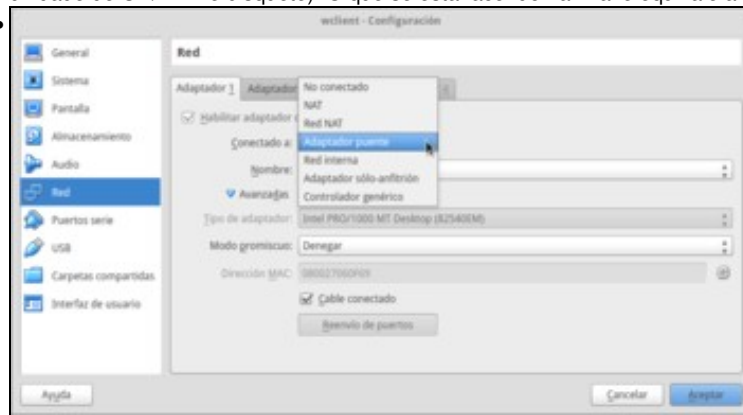 wclient - Configuración
General
Sistema
Pantalla
Almacenamiento
Audio
Red
Puertos serie
USB
Carpetas compartidas
Interfaz de usuario
Red
Adaptador 1
Adaptador
Habilitar adaptador
Conectado a:
No conectado
NAT
Red NAT
Adaptador puente
Red interna
Adaptador sólo-anfitrión
Controlador genérico
Nombre:
Avanzadas
Tipo de adaptador: Intel PRO/1000 MT Desktop (82540EM)
Modo promiscuo: Denegar
Dirección MAC:
Cable conectado
Reenvío de puertos
Ayuda
Cancelar
Aceptar